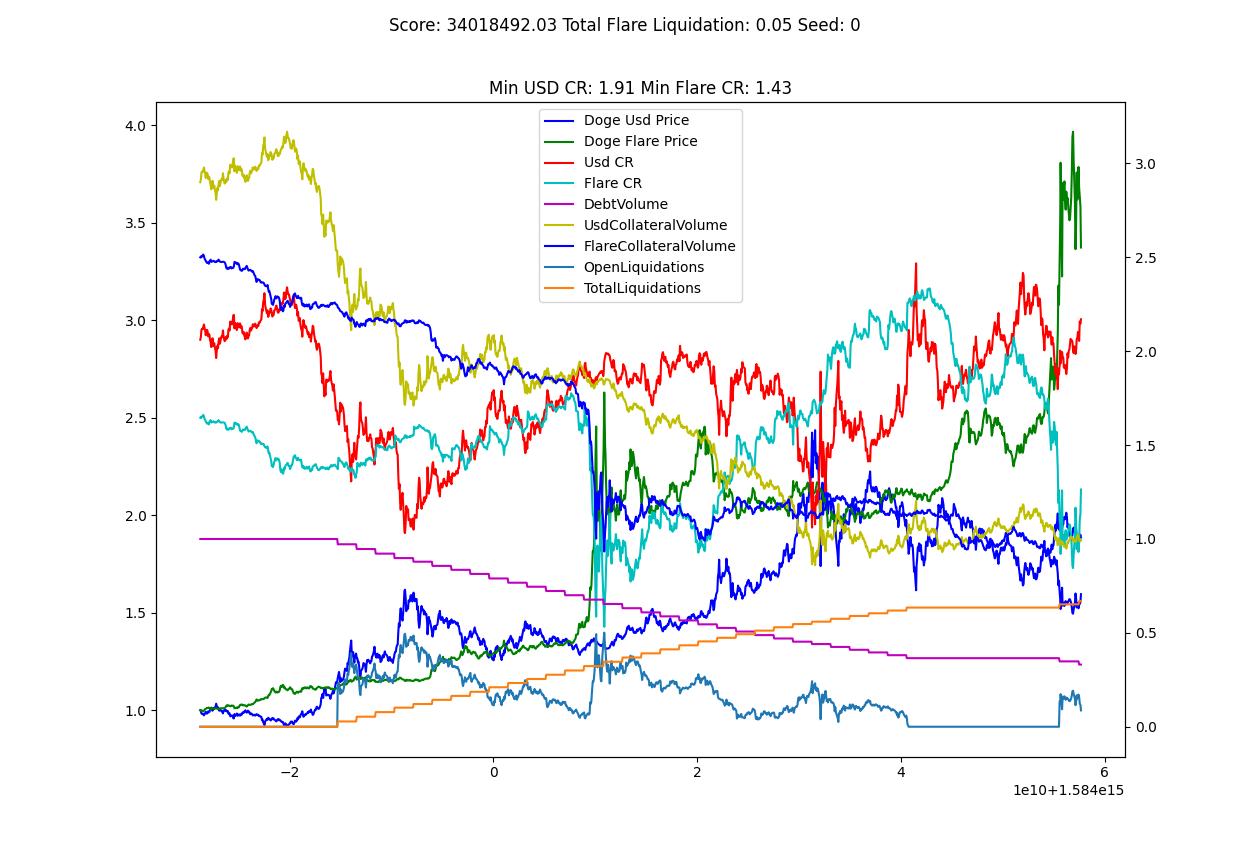 Score: 34018492.03 Total Flare Liquidation: 0.05 Seed: 0
Min USD CR: 1.91 Min Flare CR: 1.43
Doge Usd Price
Doge Flare Price
Usd CR
Flare CR
DebtVolume
UsdCollateralVolume
FlareCollateralVolume
OpenLiquidations
TotalLiquidations
4.0
3.5
3.0
2.5
2.0
1.5
1.0
3.0
2.5
2.0
1.5
1.0
0.5
0.0
−2 0 2 4 6
1e10+1.584e15